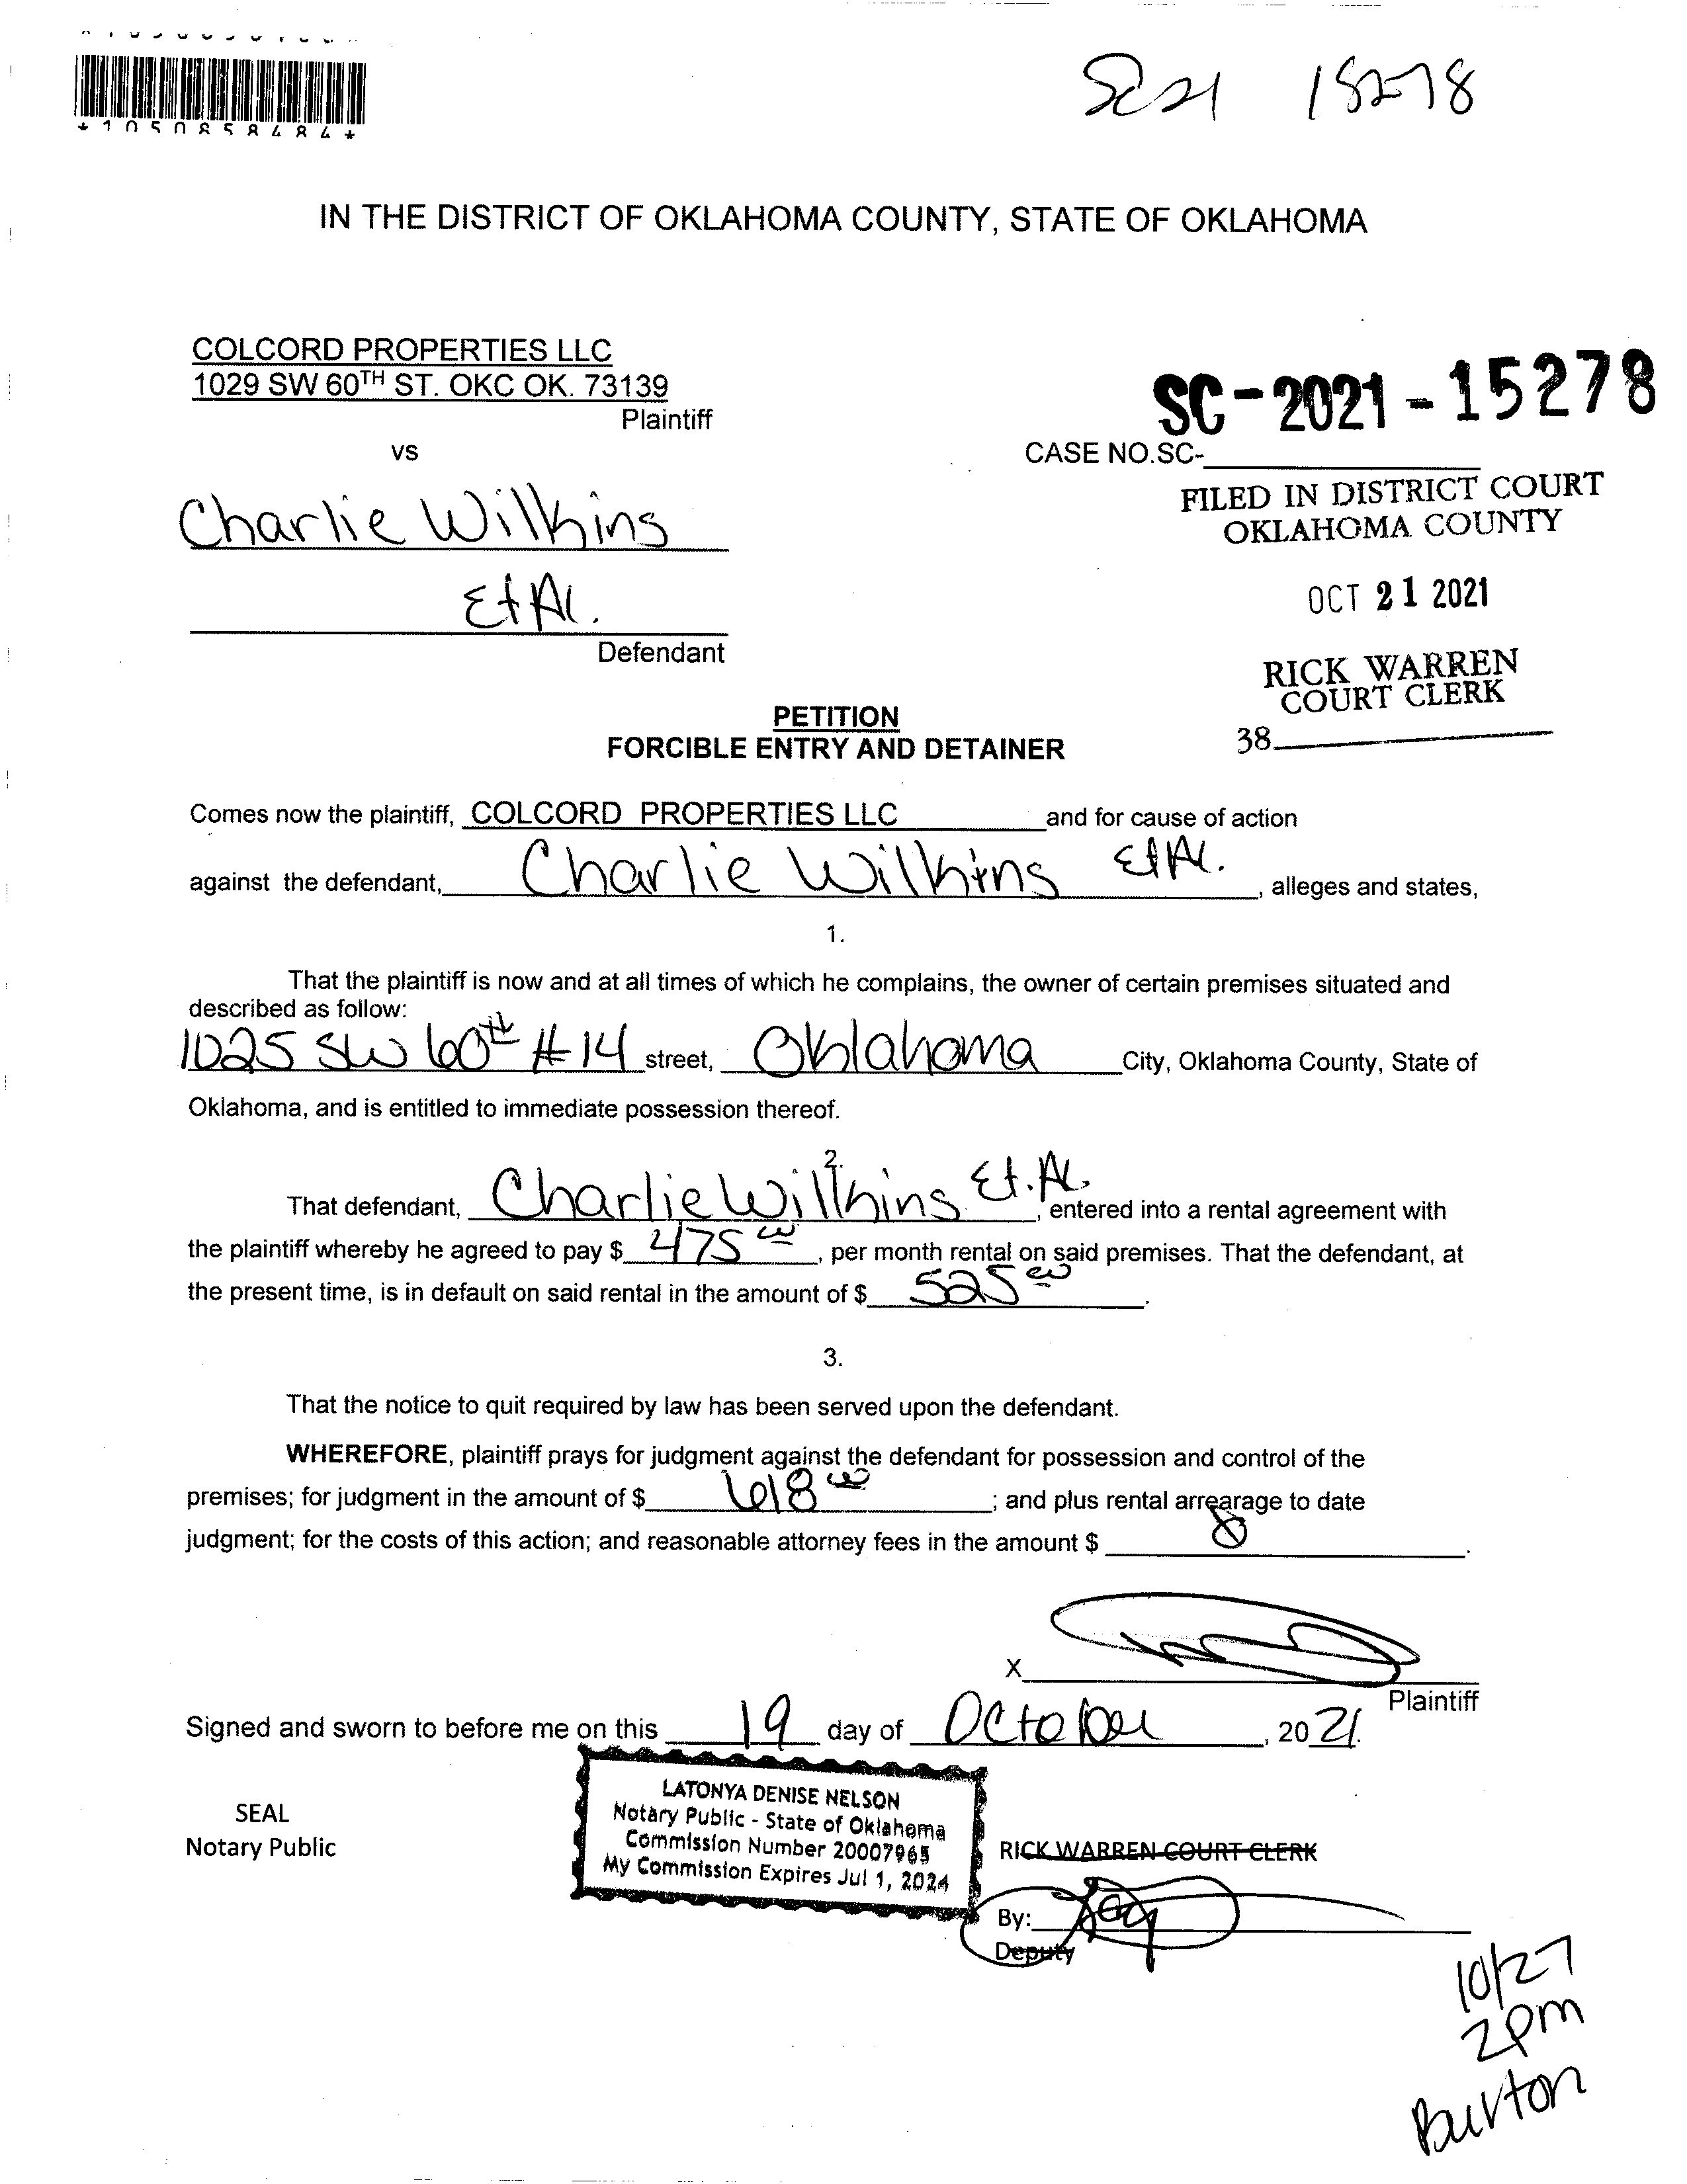 *1050858484*
SC21 15278
IN THE DISTRICT OF OKLAHOMA COUNTY, STATE OF OKLAHOMA
COLCORD PROPERTIES LLC
1029 SW 60TH ST. OKC OK. 73139
Plaintiff
SC-2021-15278
vs
CASE NO.SC-
FILED IN DISTRICT COURT
OKLAHOMA COUNTY
Charlie Wilkins
Et Al.
OCT 21 2021
Defendant
RICK WARREN
COURT CLERK
38
PETITION
FORCIBLE ENTRY AND DETAINER
Comes now the plaintiff, COLCORD PROPERTIES LLC and for cause of action
against the defendant, Charlie Wilkins Et Al. , alleges and states,
1.
That the plaintiff is now and at all times of which he complains, the owner of certain premises situated and
described as follow:
1025 SW 60th #14 street, Oklahoma City, Oklahoma County, State of
Oklahoma, and is entitled to immediate possession thereof.
2.
That defendant, Charlie Wilkins Et. Al. , entered into a rental agreement with
the plaintiff whereby he agreed to pay $ 475 00 , per month rental on said premises. That the defendant, at
the present time, is in default on said rental in the amount of $ 525 00 .
3.
That the notice to quit required by law has been served upon the defendant.
WHEREFORE, plaintiff prays for judgment against the defendant for possession and control of the
premises; for judgment in the amount of $ 618 00 ; and plus rental arrearage to date
judgment; for the costs of this action; and reasonable attorney fees in the amount $ 0 .
X
Plaintiff
Signed and sworn to before me on this 19 day of October , 20 21.
LATONYA DENISE NELSON
Notary Public - State of Oklahoma
Commission Number 20007965
My Commission Expires Jul 1, 2024
SEAL
Notary Public
RICK WARREN COURT CLERK
By:
Deputy
10/27
2pm
Burton